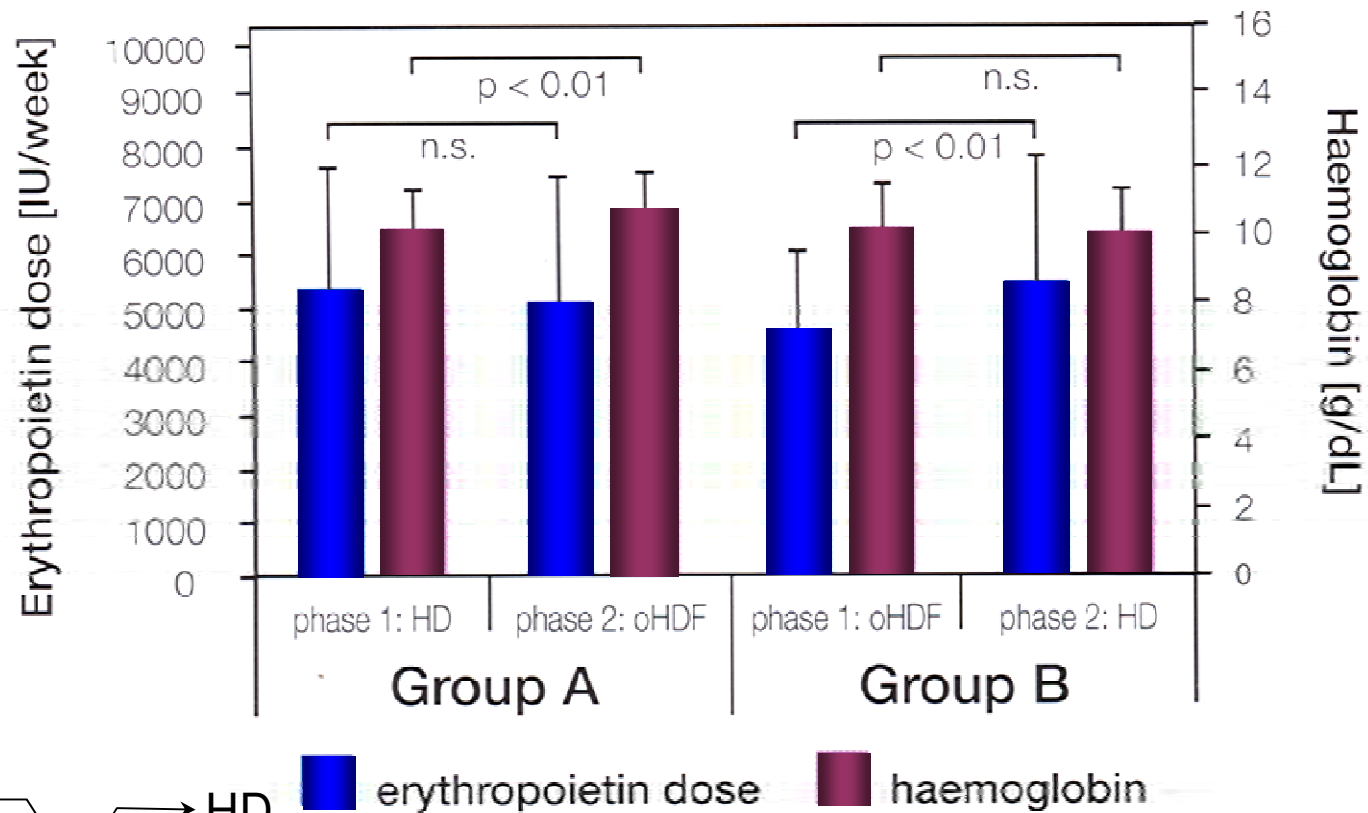 Erythropoietin dose [IU/week]
10000
9000
8000
7000
6000
5000
4000
3000
2000
1000
0
p < 0.01
n.s.
n.s.
p < 0.01
16
14
12
10
8
6
4
2
0
Haemoglobin [g/dL]
phase 1: HD
phase 2: oHDF
phase 1: oHDF
phase 2: HD
Group A
Group B
erythropoietin dose
haemoglobin
HD